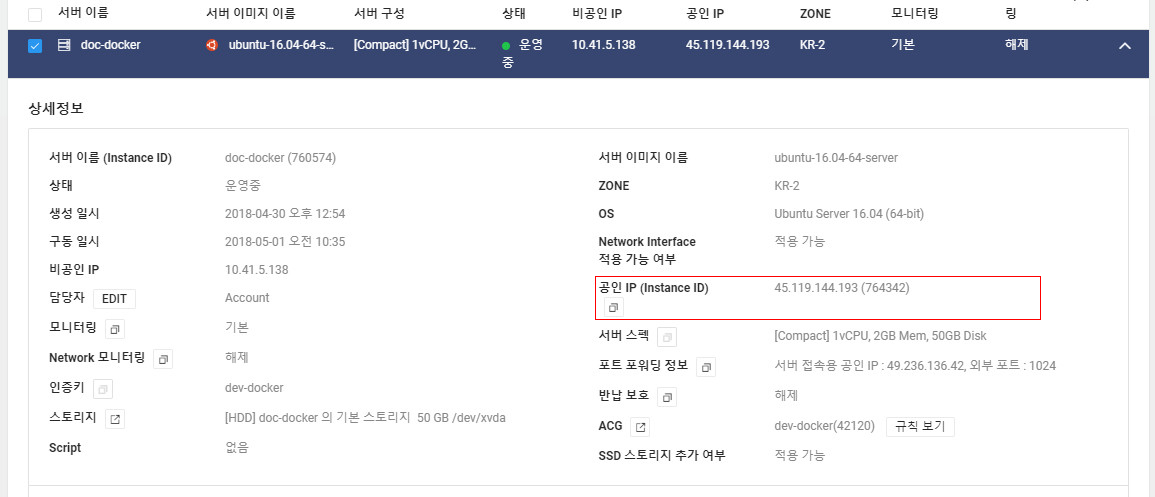 서버 이름 서버 이미지 이름 서버 구성 상태 비공인 IP 공인 IP ZONE 모니터링 링
doc-docker ubuntu-16.04-64-s... [Compact] 1vCPU, 2G... 운영 10.41.5.138 45.119.144.193 KR-2 기본 해제
중
상세정보
서버 이름 (Instance ID) doc-docker (760574)
상태 운영중
생성 일시 2018-04-30 오후 12:54
구동 일시 2018-05-01 오전 10:35
비공인 IP 10.41.5.138
담당자 EDIT Account
모니터링 기본
Network 모니터링 해제
인증키 dev-docker
스토리지 [HDD] doc-docker 의 기본 스토리지 50 GB /dev/xvda
Script 없음
서버 이미지 이름 ubuntu-16.04-64-server
ZONE KR-2
OS Ubuntu Server 16.04 (64-bit)
Network Interface 적용 가능
적용 가능 여부
공인 IP (Instance ID) 45.119.144.193 (764342)
서버 스펙 [Compact] 1vCPU, 2GB Mem, 50GB Disk
포트 포워딩 정보 서버 접속용 공인 IP : 49.236.136.42, 외부 포트 : 1024
반납 보호 해제
ACG dev-docker(42120) 규칙 보기
SSD 스토리지 추가 여부 적용 가능